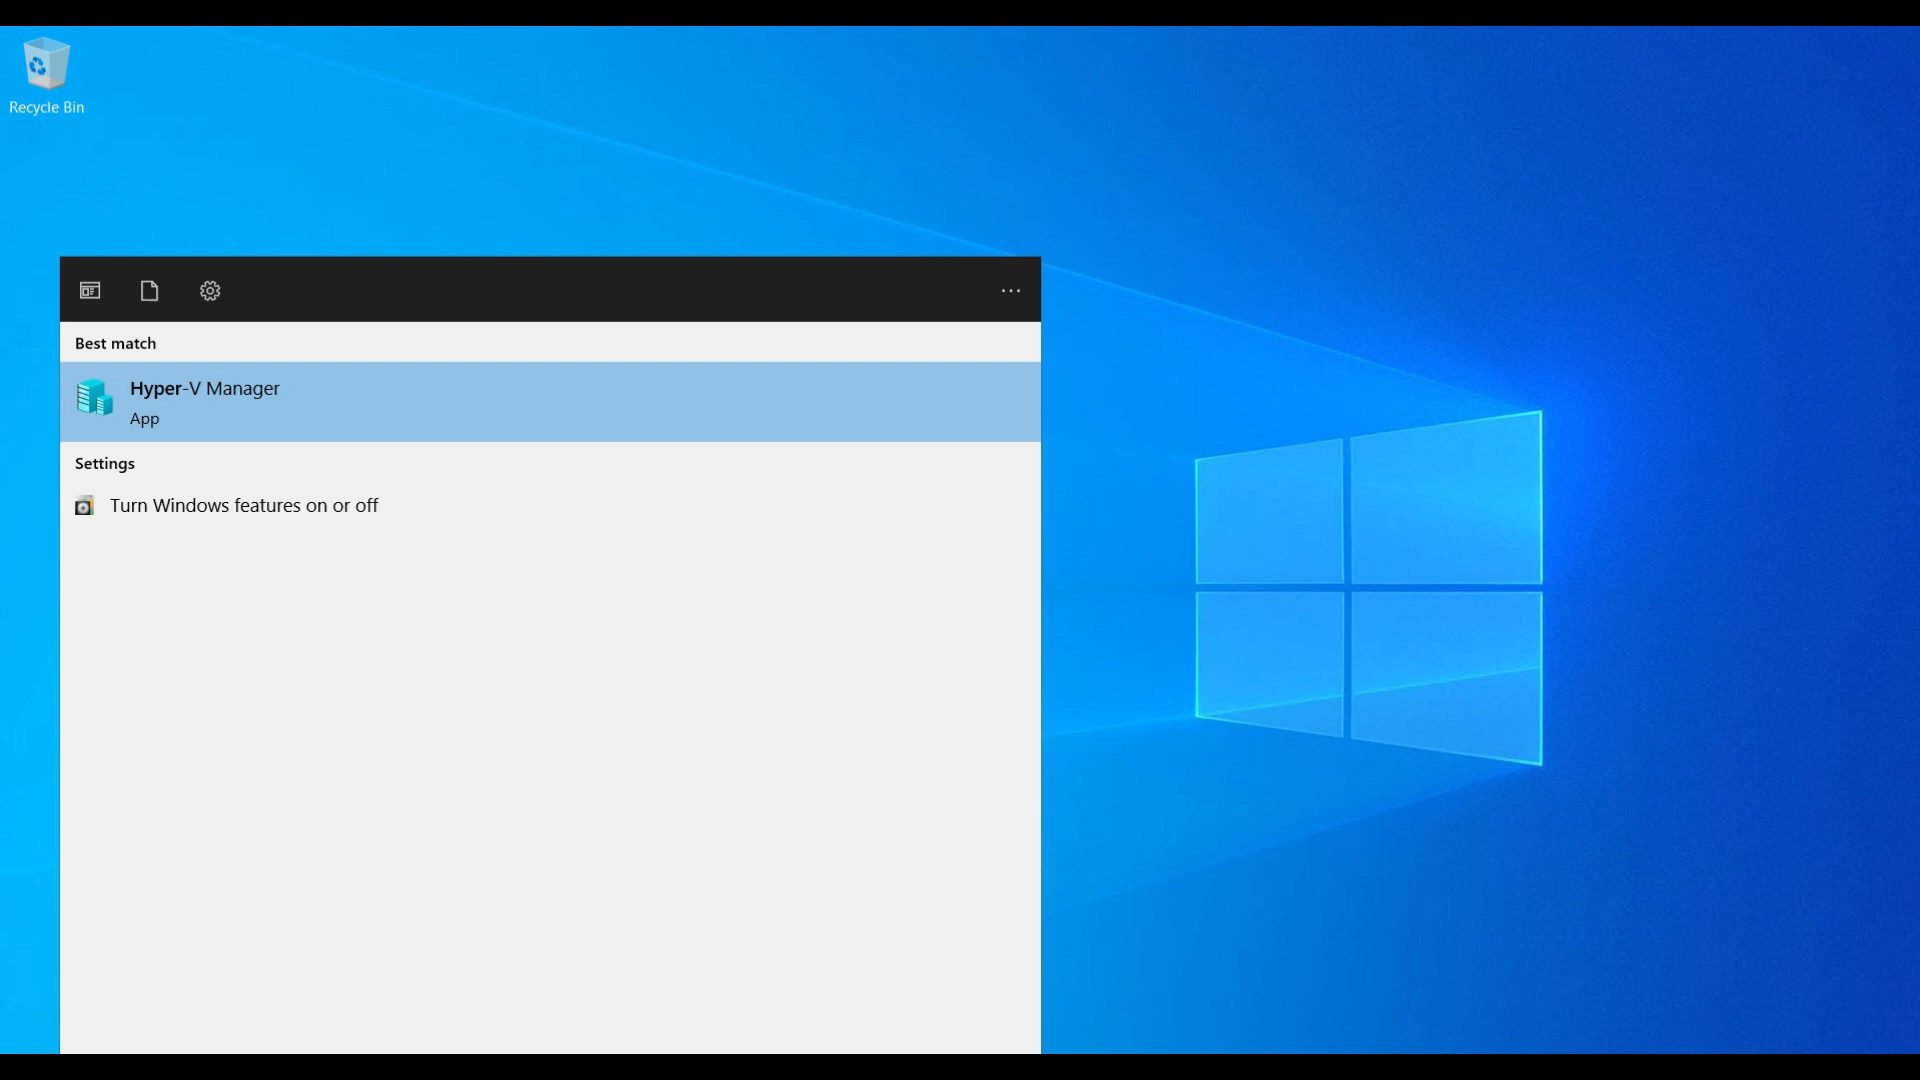 Recycle Bin
Best match
Hyper-V Manager
App
Settings
Turn Windows features on or off